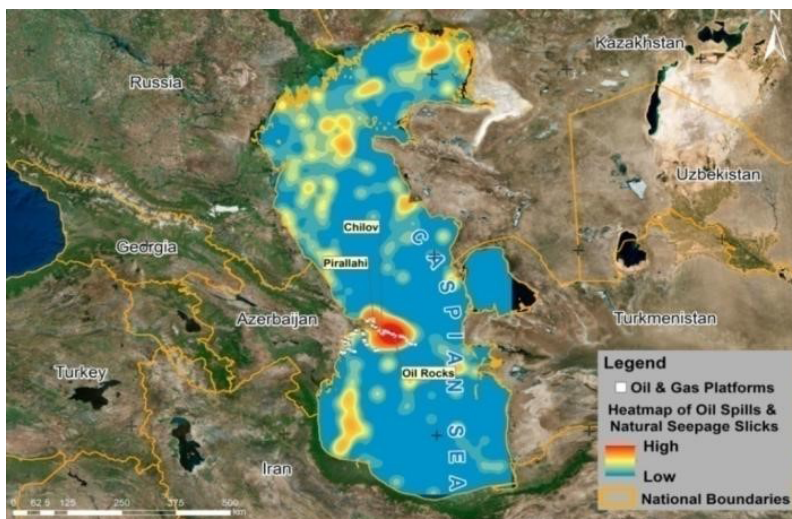 N
Kazakhstan
Russia
Uzbekistan
Chilov
Georgia
Pirallahi
CASPIAN SEA
Azerbaijan
Turkmenistan
Turkey
Oil Rocks
Iran
Legend
Oil & Gas Platforms
Heatmap of Oil Spills &
Natural Seepage Slicks
High
Low
National Boundaries
0 62.5 125 250 375 500
km